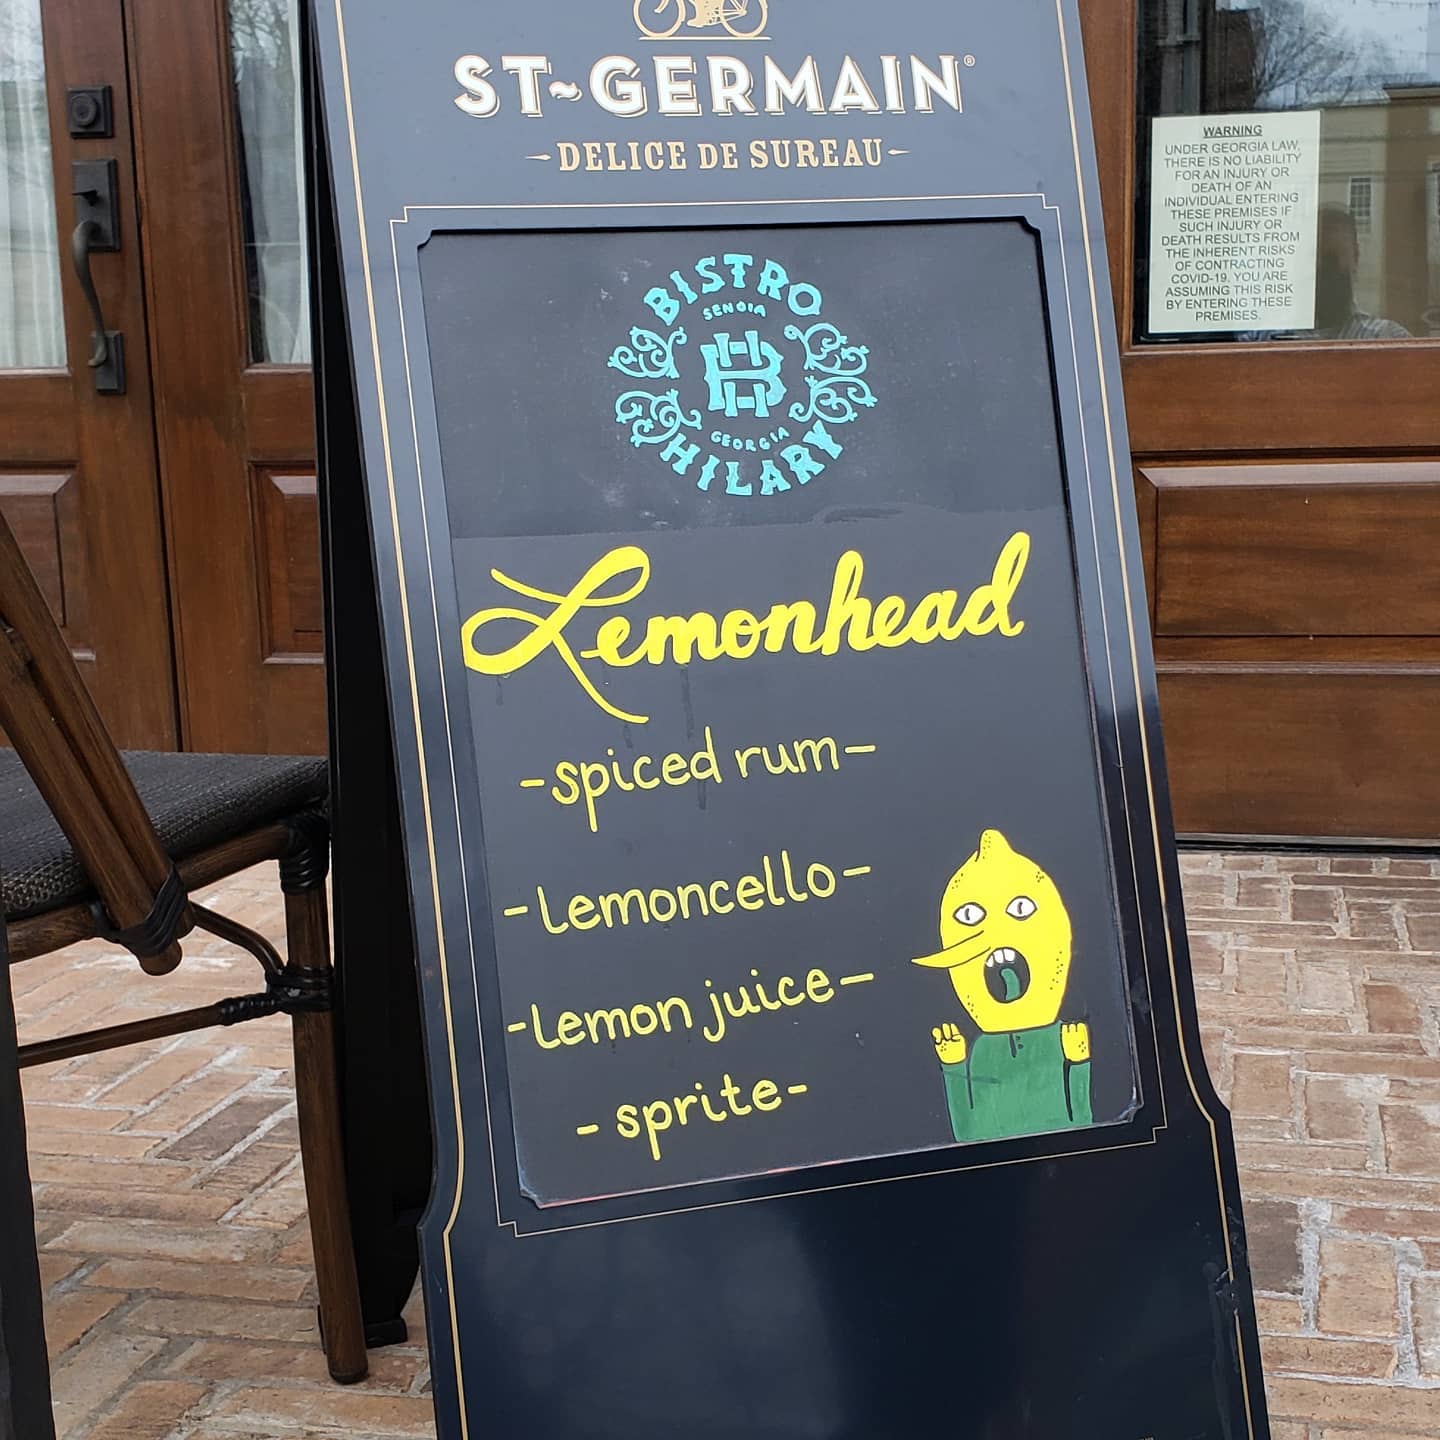 ST~GERMAIN®
DELICE DE SUREAU
BISTRO
SENOIA
HB
GEORGIA
HILARY
Lemonhead
-spiced rum-
-lemoncello-
-lemon juice-
-sprite-
WARNING
UNDER GEORGIA LAW,
THERE IS NO LIABILITY
FOR AN INJURY OR
DEATH OF AN
INDIVIDUAL ENTERING
THESE PREMISES IF
SUCH INJURY OR
DEATH RESULTS FROM
THE INHERENT RISKS
OF CONTRACTING
COVID-19. YOU ARE
ASSUMING THIS RISK
BY ENTERING THESE
PREMISES.